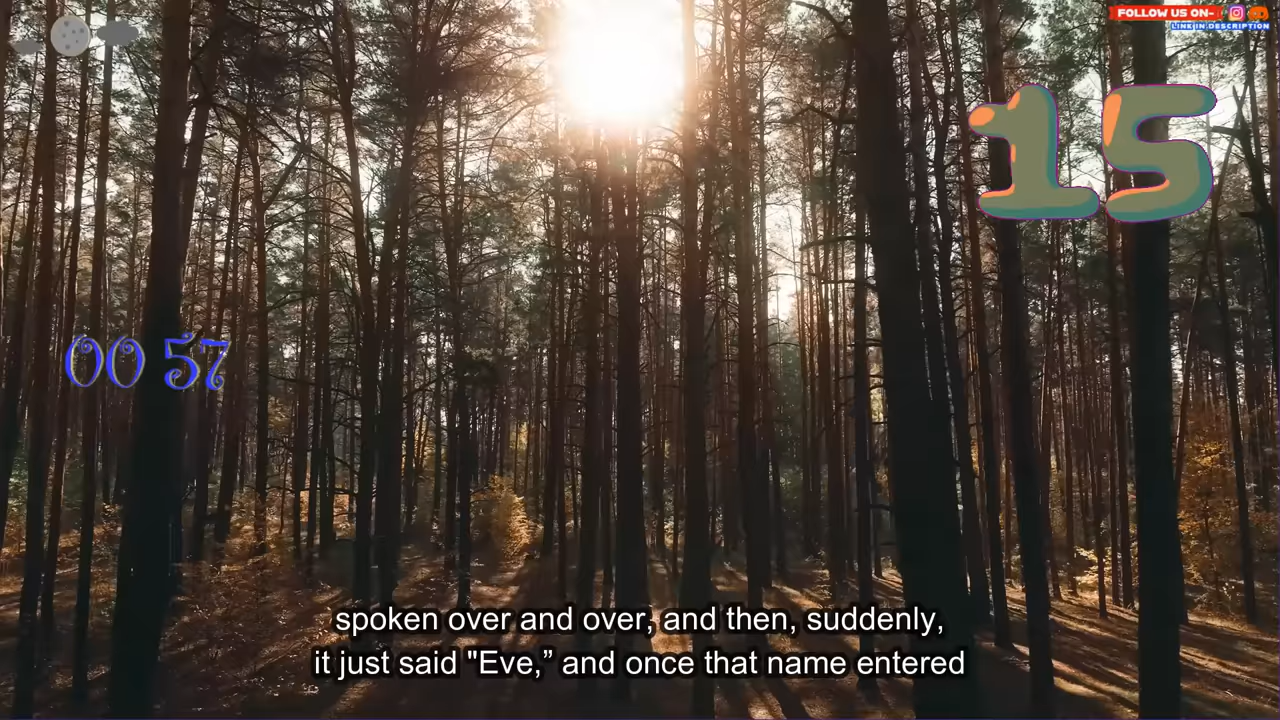 FOLLOW US ON-
LINK IN DESCRIPTION
15
00 57
spoken over and over, and then, suddenly,
it just said "Eve,” and once that name entered